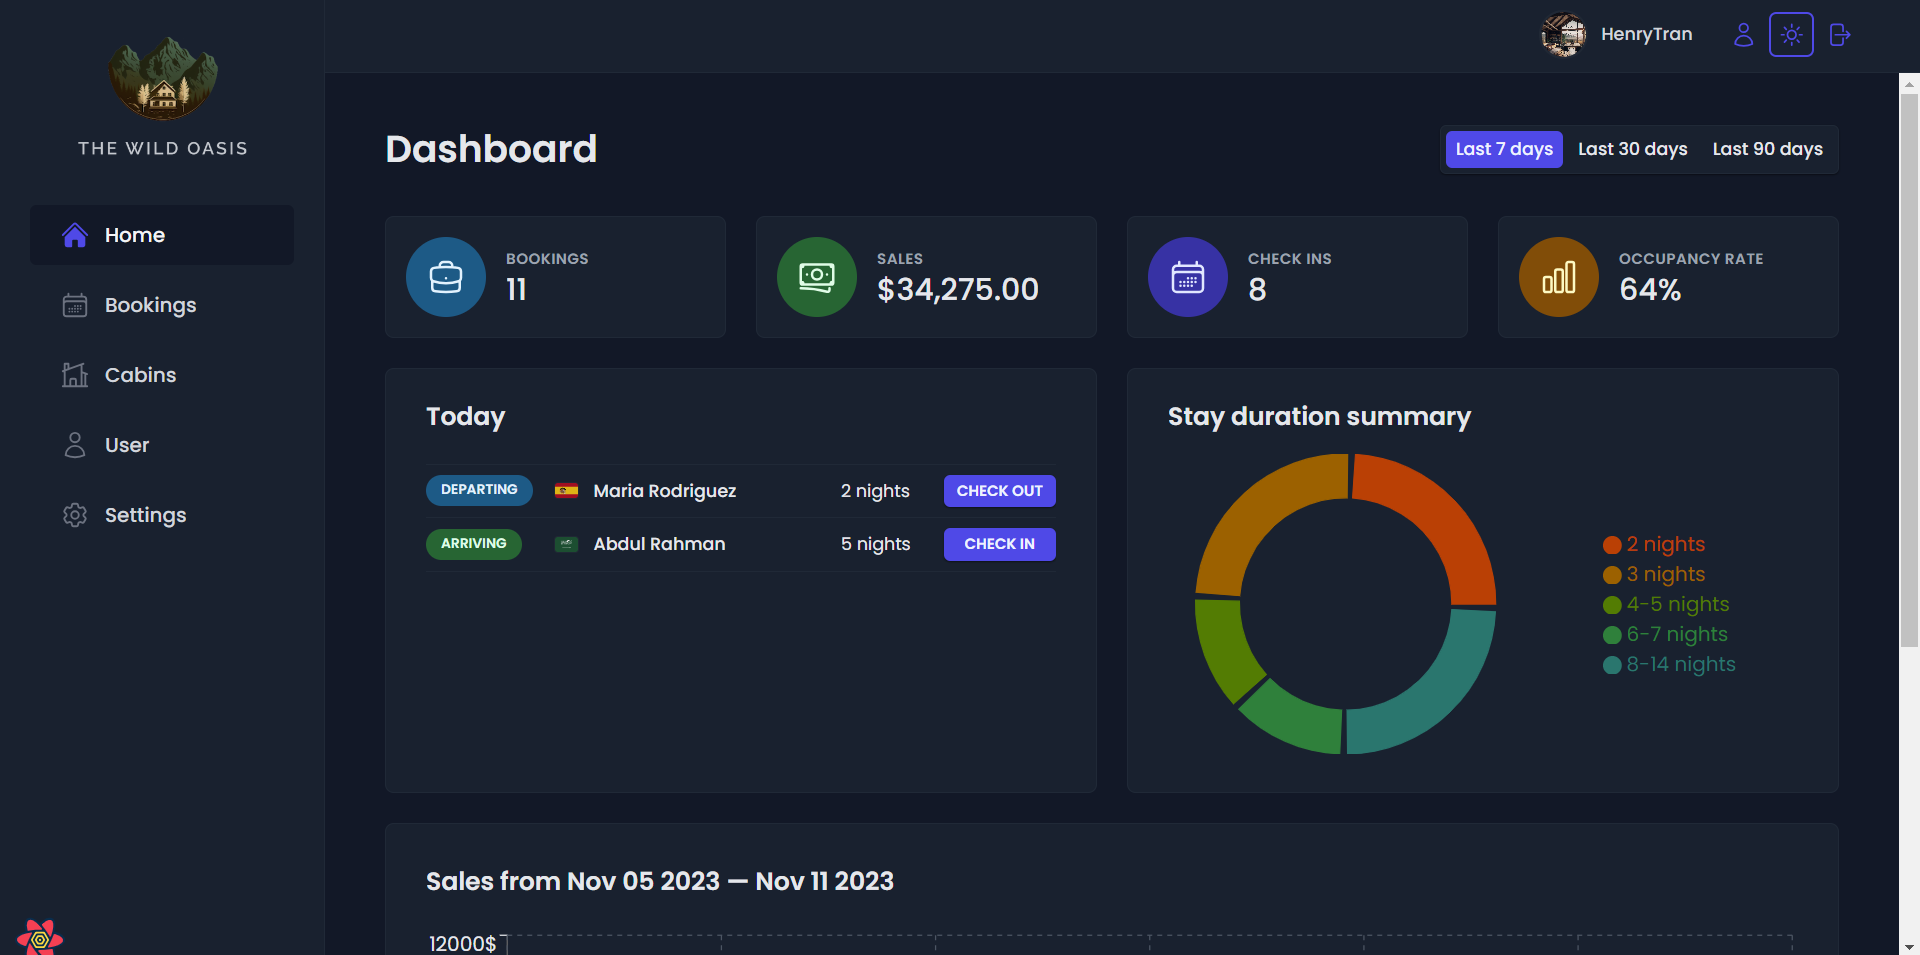 THE WILD OASIS
Home
Bookings
Cabins
User
Settings
HenryTran
Dashboard
Last 7 days Last 30 days Last 90 days
BOOKINGS
11
SALES
$34,275.00
CHECK INS
8
OCCUPANCY RATE
64%
Today
DEPARTING Maria Rodriguez 2 nights CHECK OUT
ARRIVING Abdul Rahman 5 nights CHECK IN
Stay duration summary
2 nights
3 nights
4-5 nights
6-7 nights
8-14 nights
Sales from Nov 05 2023 — Nov 11 2023
12000$